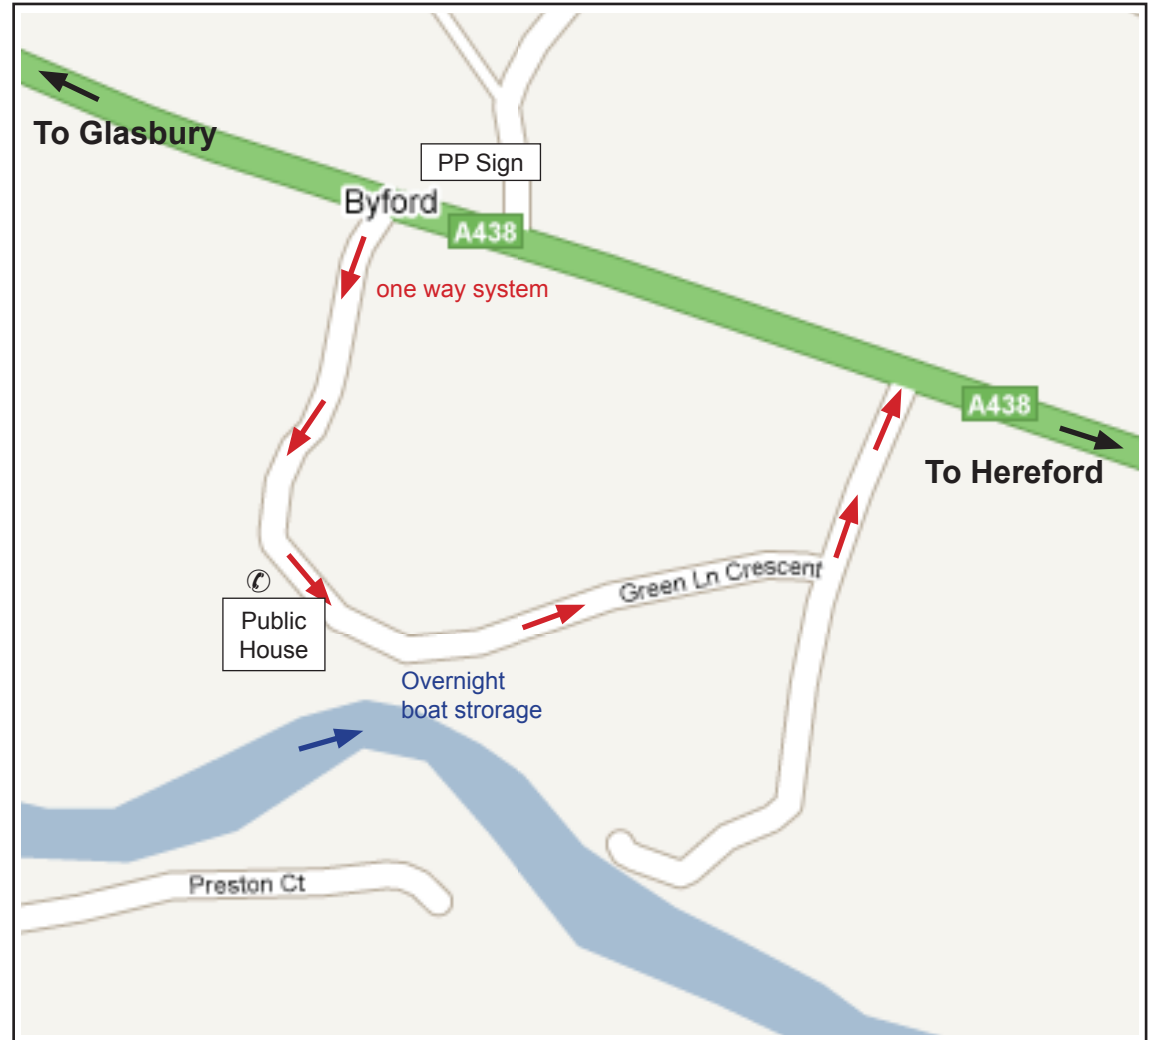 To Glasbury
PP Sign
Byford
A438
one way system
A438
To Hereford
Green Ln Crescent
Public
House
Overnight
boat strorage
Preston Ct